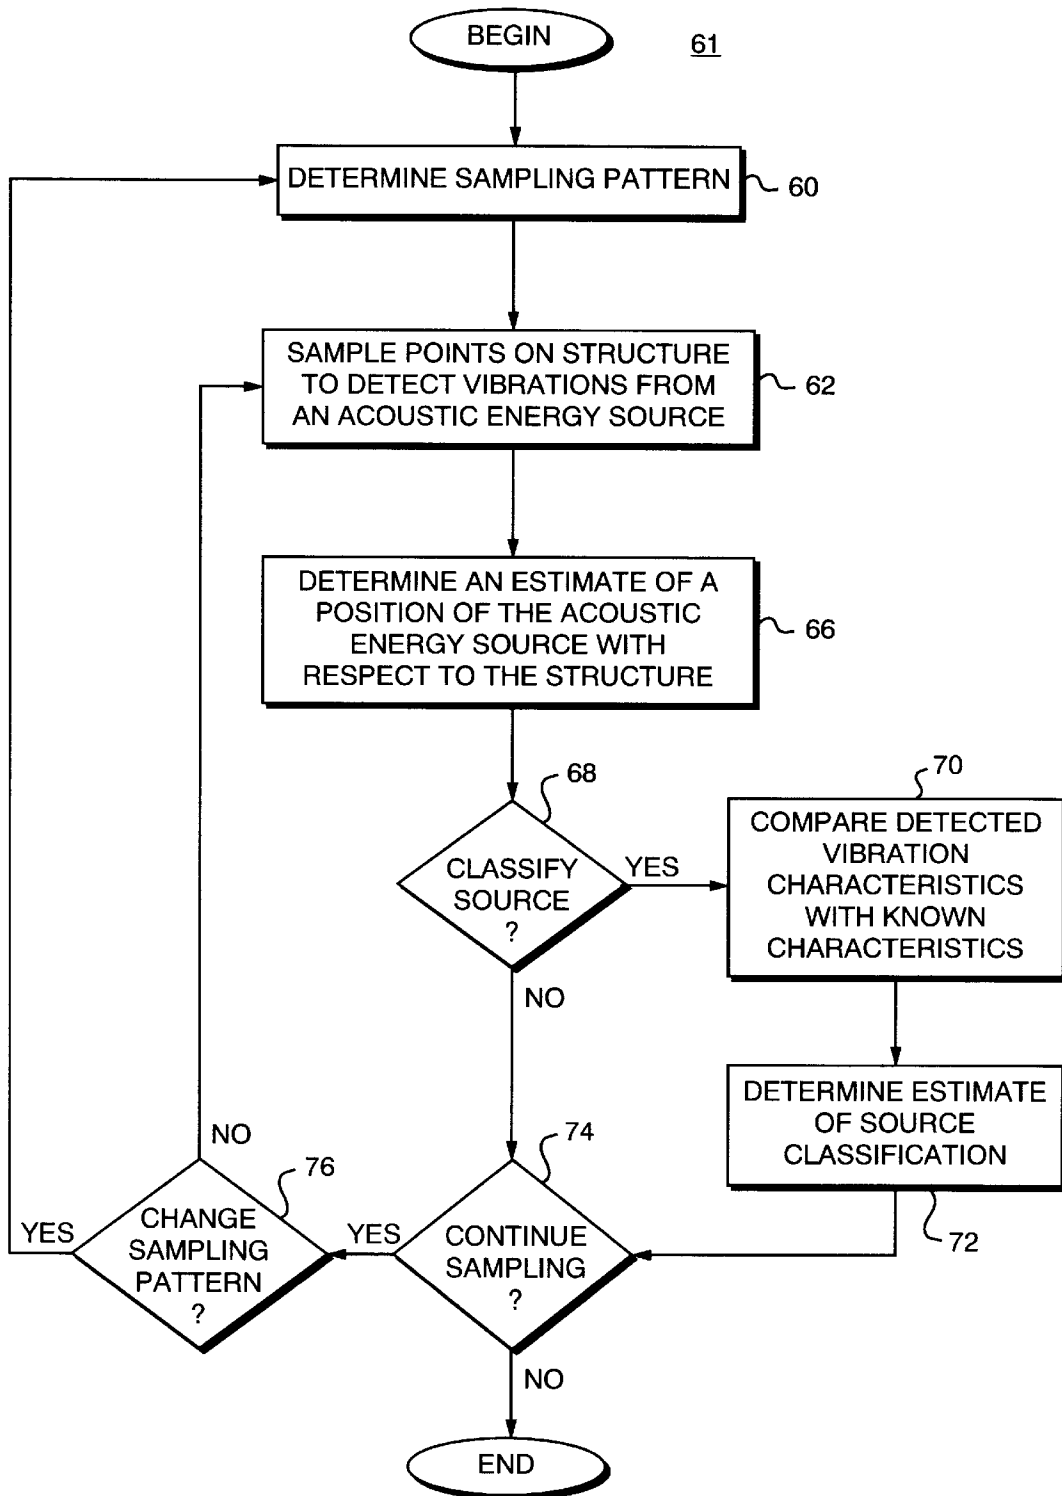 BEGIN
61
DETERMINE SAMPLING PATTERN
60
SAMPLE POINTS ON STRUCTURE
TO DETECT VIBRATIONS FROM
AN ACOUSTIC ENERGY SOURCE
62
DETERMINE AN ESTIMATE OF A
POSITION OF THE ACOUSTIC
ENERGY SOURCE WITH
RESPECT TO THE STRUCTURE
66
68
CLASSIFY
SOURCE
?
YES
NO
70
COMPARE DETECTED
VIBRATION
CHARACTERISTICS
WITH KNOWN
CHARACTERISTICS
DETERMINE ESTIMATE
OF SOURCE
CLASSIFICATION
72
74
CONTINUE
SAMPLING
?
YES
NO
76
CHANGE
SAMPLING
PATTERN
?
NO
YES
END